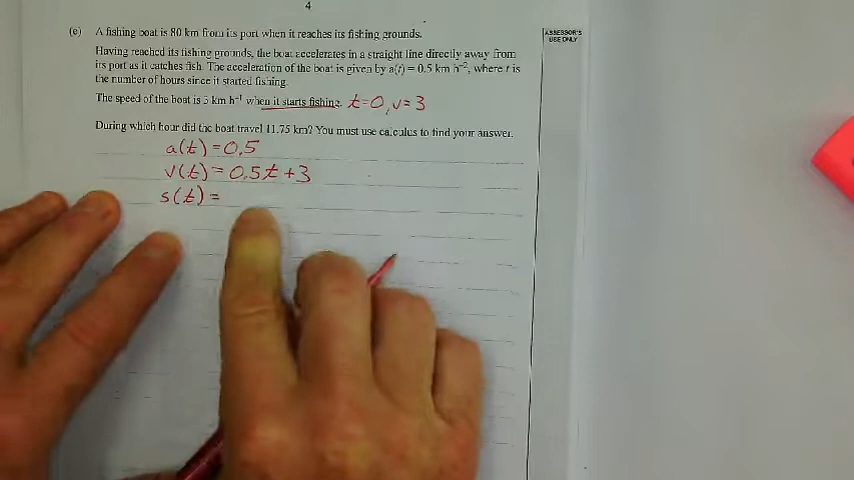 4
(c) A fishing boat is 80 km from its port when it reaches its fishing grounds.
ASSESSOR'S
USE ONLY
Having reached its fishing grounds, the boat accelerates in a straight line directly away from
its port as it catches fish. The acceleration of the boat is given by a(t) = 0.5 km h⁻², where t is
the number of hours since it started fishing.
The speed of the boat is 3 km h⁻¹ when it starts fishing. t=0, v=3
During which hour did the boat travel 11.75 km? You must use calculus to find your answer.
a(t) = 0.5
v(t) = 0.5t + 3
s(t) =